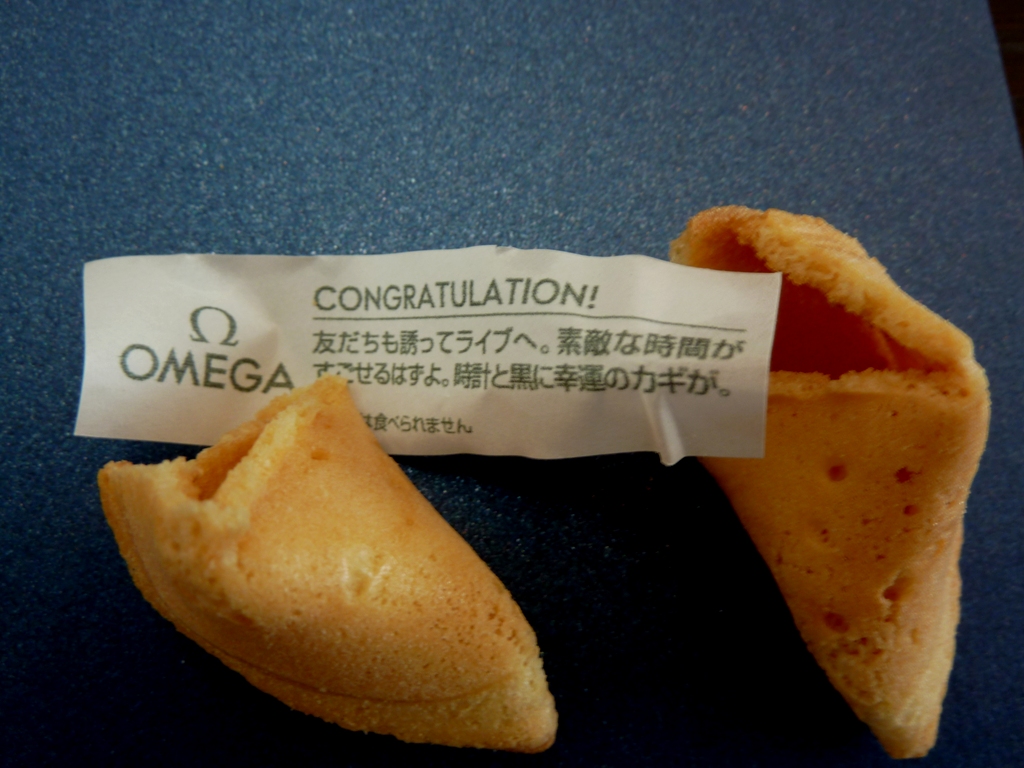 Ω
OMEGA
CONGRATULATION!
友だちも誘ってライブへ。素敵な時間が
すごせるはずよ。時計と黒に幸運のカギが。
は食べられません